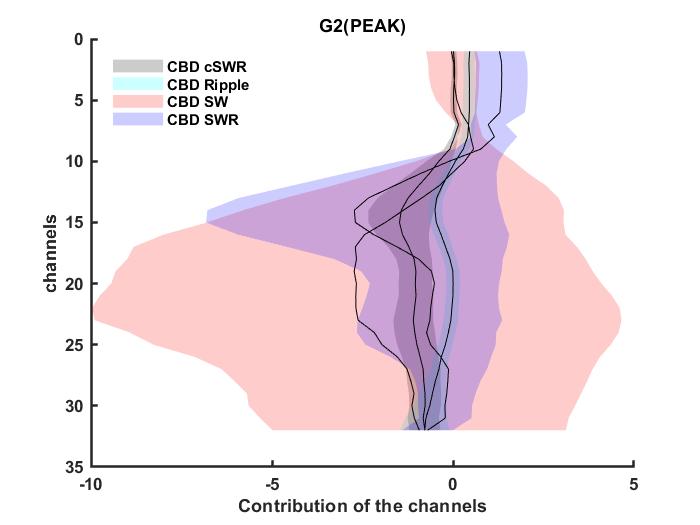 G2(PEAK)
0
5
10
15
20
25
30
35
channels
CBD cSWR
CBD Ripple
CBD SW
CBD SWR
-10
-5
0
5
Contribution of the channels